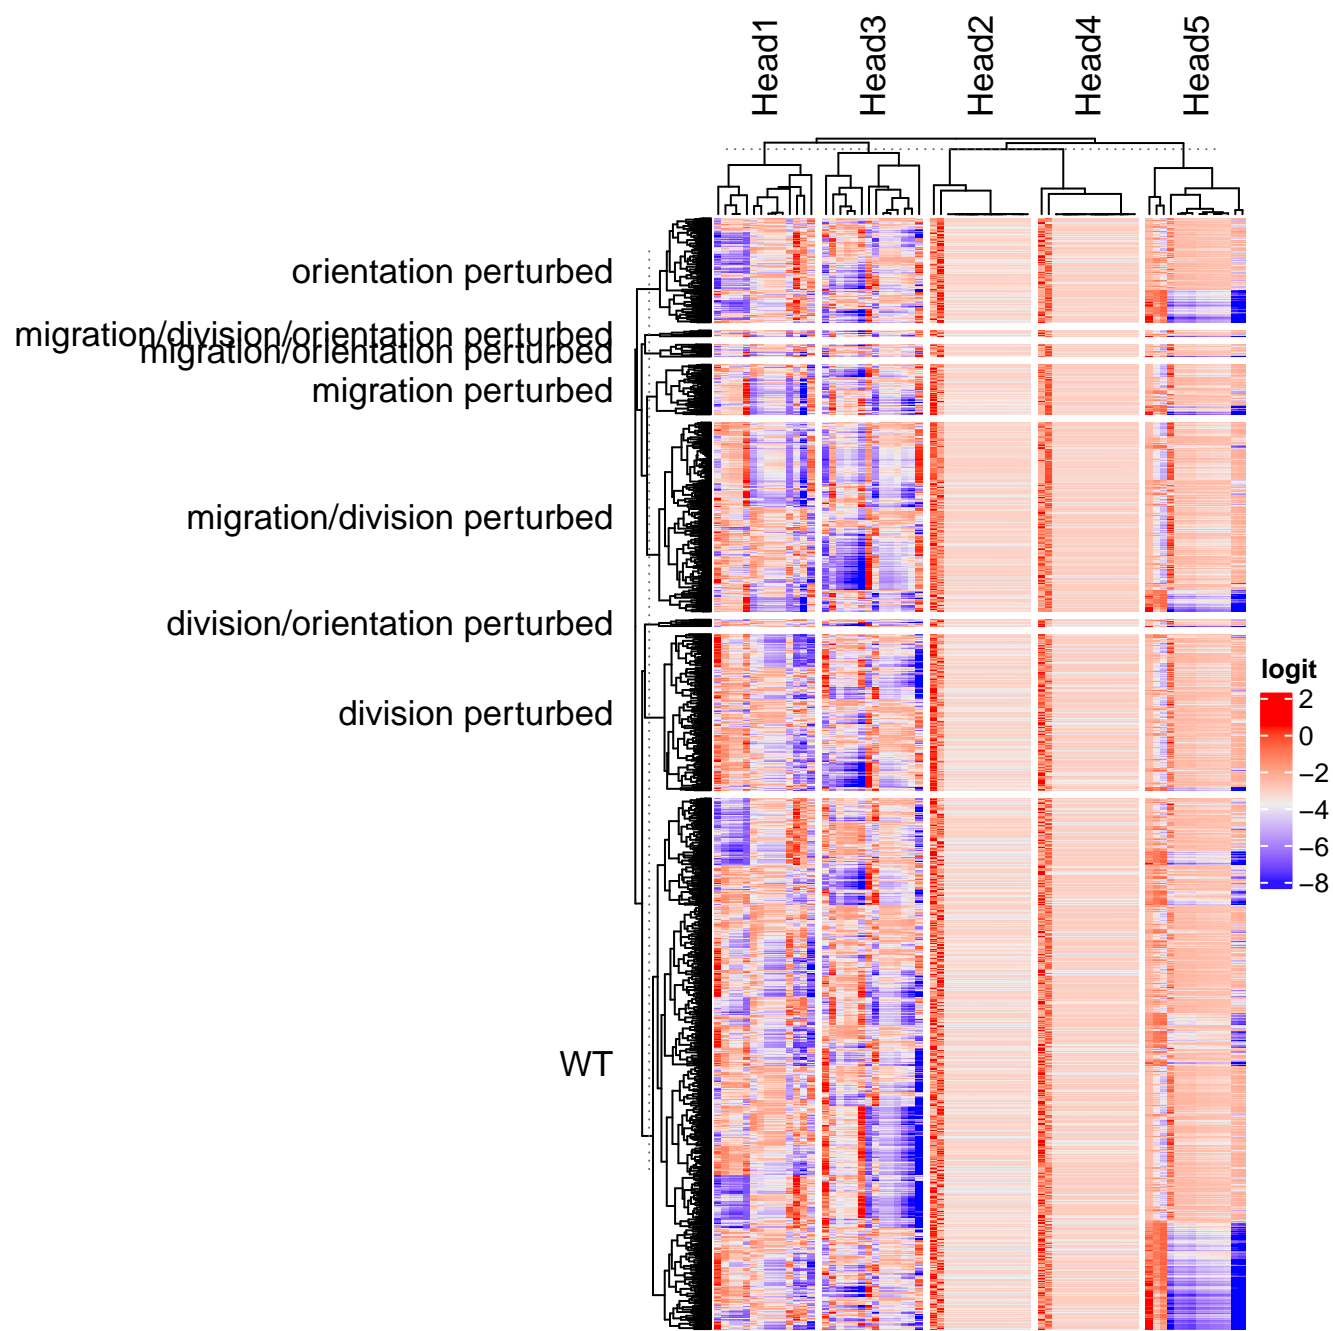 Head1
Head3
Head2
Head4
Head5
orientation perturbed
migration/division/orientation perturbed
migration/orientation perturbed
migration perturbed
migration/division perturbed
division/orientation perturbed
division perturbed
WT
logit
2
0
−2
−4
−6
−8